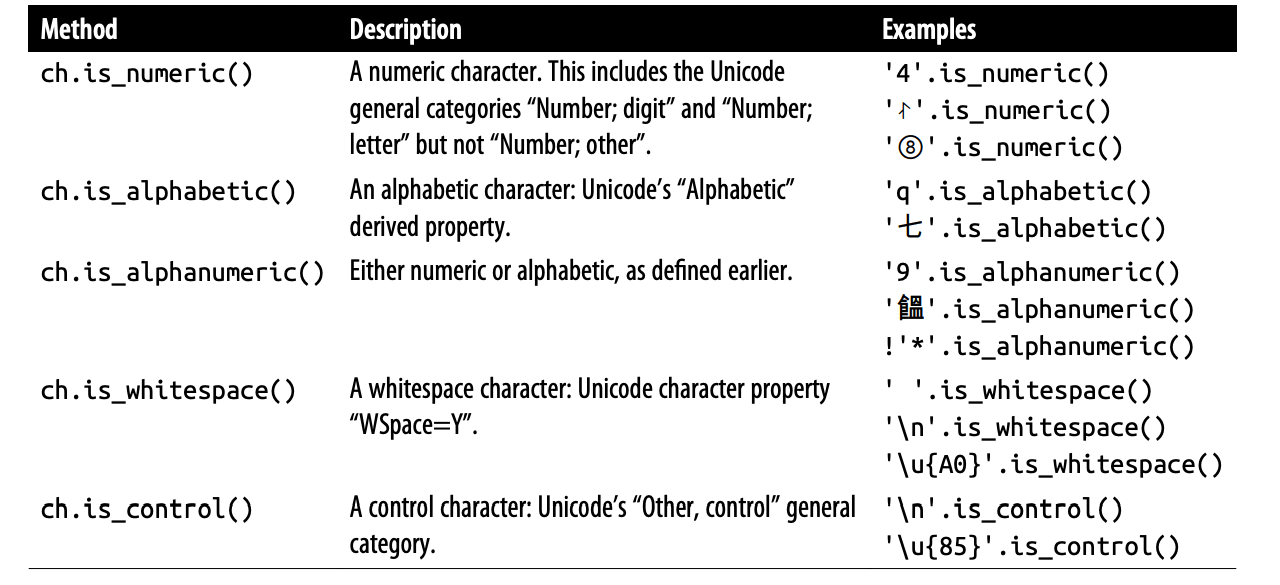 Method Description Examples
ch.is_numeric() A numeric character. This includes the Unicode '4'.is_numeric()
general categories “Number; digit” and “Number; 'ᛮ'.is_numeric()
letter” but not “Number; other”. '⑧'.is_numeric()
ch.is_alphabetic() An alphabetic character: Unicode’s “Alphabetic” 'q'.is_alphabetic()
derived property. '七'.is_alphabetic()
ch.is_alphanumeric() Either numeric or alphabetic, as defined earlier. '9'.is_alphanumeric()
'饂'.is_alphanumeric()
!'*'.is_alphanumeric()
ch.is_whitespace() A whitespace character: Unicode character property ' '.is_whitespace()
“WSpace=Y”. '\n'.is_whitespace()
'\u{A0}'.is_whitespace()
ch.is_control() A control character: Unicode’s “Other, control” general '\n'.is_control()
category. '\u{85}'.is_control()